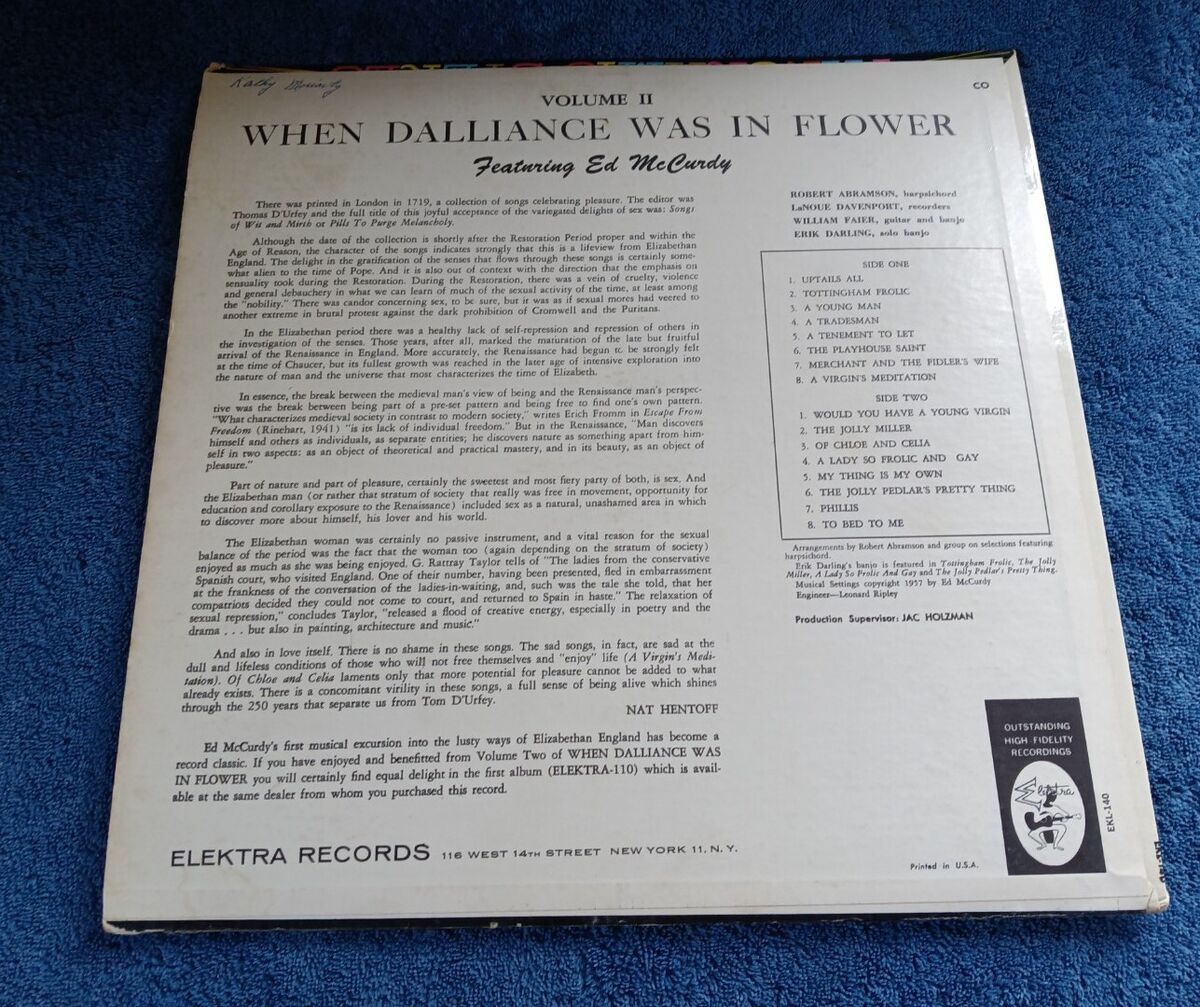 Kathy
CO
VOLUME II
WHEN DALLIANCE WAS IN FLOWER
Featuring Ed McCurdy
There was printed in London in 1719, a collection of songs celebrating pleasure. The editor was
Thomas D'Urfey and the full title of this joyful acceptance of the variegated delights of sex was: Songs
of Wit and Mirth or Pills To Purge Melancholy.
Although the date of the collection is shortly after the Restoration Period proper and within the
Age of Reason, the character of the songs indicates strongly that this is a lifeview from Elizabethan
England. The delight in the gratification of the senses that flows through these songs is certainly some-
what alien to the time of Pope. And it is also out of context with the direction that the emphasis on
sensuality took during the Restoration. During the Restoration, there was a vein of cruelty, violence
and general debauchery in what we can learn of much of the sexual activity of the time, at least among
the "nobility." There was candor concerning sex, to be sure, but it was as if sexual mores had veered to
another extreme in brutal protest against the dark prohibition of Cromwell and the Puritans.
In the Elizabethan period there was a healthy lack of self-repression and repression of others in
the investigation of the senses. Those years, after all, marked the maturation of the late but fruitful
arrival of the Renaissance in England. More accurately, the Renaissance had begun to be strongly felt
at the time of Chaucer, but its fullest growth was reached in the later age of intensive exploration into
the nature of man and the universe that most characterizes the time of Elizabeth.
In essence, the break between the medieval man's view of being and the Renaissance man's perspec-
tive was the break between being part of a pre-set pattern and being free to find one's own pattern.
"What characterizes medieval society in contrast to modern society," writes Erich Fromm in Escape From
Freedom (Rinehart, 1941) "is its lack of individual freedom." But in the Renaissance, "Man discovers
himself and others as individuals, as separate entities; he discovers nature as something apart from him-
self in two aspects: as an object of theoretical and practical mastery, and in its beauty, as an object of
pleasure."
Part of nature and part of pleasure, certainly the sweetest and most fiery party of both, is sex. And
the Elizabethan man (or rather that stratum of society that really was free in movement, opportunity for
education and corollary exposure to the Renaissance) included sex as a natural, unashamed area in which
to discover more about himself, his lover and his world.
The Elizabethan woman was certainly no passive instrument, and a vital reason for the sexual
balance of the period was the fact that the woman too (again depending on the stratum of society)
enjoyed as much as she was being enjoyed. G. Rattray Taylor tells of "The ladies from the conservative
Spanish court, who visited England. One of their number, having been presented, fled in embarrassment
at the frankness of the conversation of the ladies-in-waiting, and, such was the tale she told, that her
compatriots decided they could not come to court, and returned to Spain in haste." The relaxation of
sexual repression," concludes Taylor, "released a flood of creative energy, especially in poetry and the
drama . . . but also in painting, architecture and music."
And also in love itself. There is no shame in these songs. The sad songs, in fact, are sad at the
dull and lifeless conditions of those who will not free themselves and "enjoy" life (A Virgin's Medi-
tation). Of Chloe and Celia laments only that more potential for pleasure cannot be added to what
already exists. There is a concomitant virility in these songs, a full sense of being alive which shines
through the 250 years that separate us from Tom D'Urfey.
NAT HENTOFF
Ed McCurdy's first musical excursion into the lusty ways of Elizabethan England has become a
record classic. If you have enjoyed and benefitted from Volume Two of WHEN DALLIANCE WAS
IN FLOWER you will certainly find equal delight in the first album (ELEKTRA-110) which is avail-
able at the same dealer from whom you purchased this record.
ELEKTRA RECORDS 116 WEST 14TH STREET NEW YORK 11, N. Y.
ROBERT ABRAMSON, harpsichord
LaNOUE DAVENPORT, recorders
WILLIAM FAIER, guitar and banjo
ERIK DARLING, solo banjo
SIDE ONE
1. UPTAILS ALL
2. TOTTINGHAM FROLIC
3. A YOUNG MAN
4. A TRADESMAN
5. A TENEMENT TO LET
6. THE PLAYHOUSE SAINT
7. MERCHANT AND THE FIDLER'S WIFE
8. A VIRGIN'S MEDITATION
SIDE TWO
1. WOULD YOU HAVE A YOUNG VIRGIN
2. THE JOLLY MILLER
3. OF CHLOE AND CELIA
4. A LADY SO FROLIC AND GAY
5. MY THING IS MY OWN
6. THE JOLLY PEDLAR'S PRETTY THING
7. PHILLIS
8. TO BED TO ME
Arrangements by Robert Abramson and group on selections featuring
harpsichord.
Erik Darling's banjo is featured in Tottingham Frolic, The Jolly
Miller, A Lady So Frolic And Gay and The Jolly Pedlar's Pretty Thing.
Musical Settings copyright 1957 by Ed McCurdy
Engineer—Leonard Ripley
Production Supervisor: JAC HOLZMAN
OUTSTANDING
HIGH FIDELITY
RECORDINGS
Elektra
EKL-140
Printed in U.S.A.